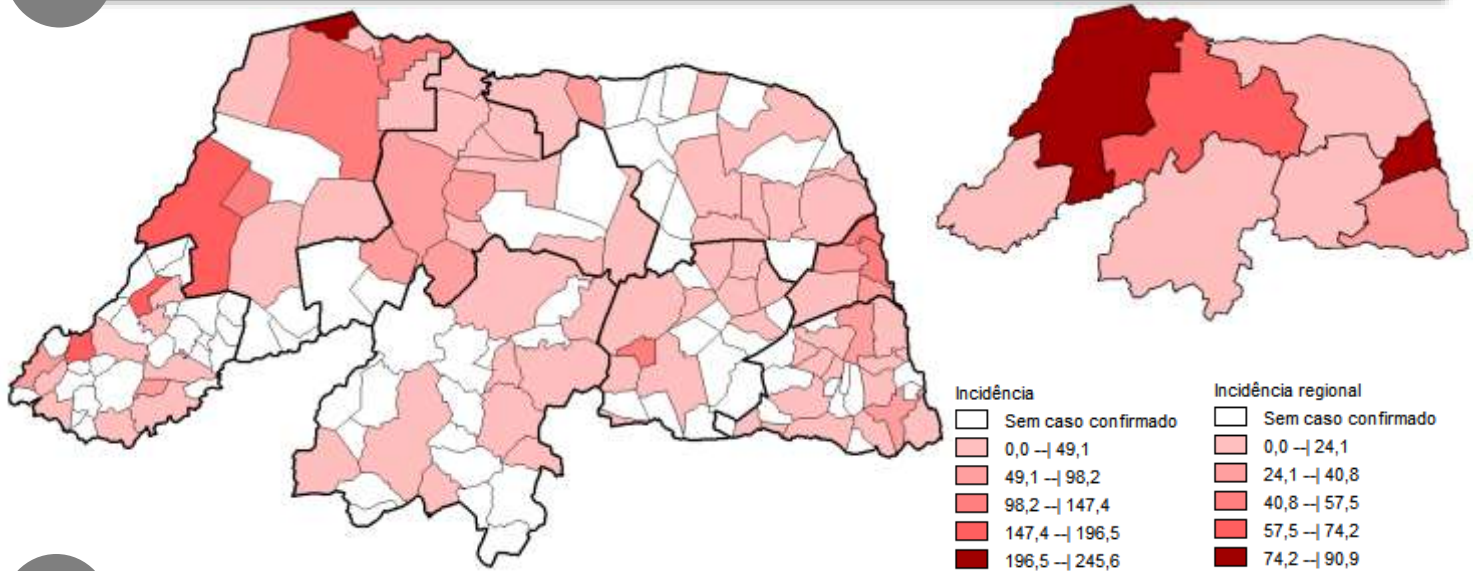 Incidência
Sem caso confirmado
0,0 --| 49,1
49,1 --| 98,2
98,2 --| 147,4
147,4 --| 196,5
196,5 --| 245,6
Incidência regional
Sem caso confirmado
0,0 --| 24,1
24,1 --| 40,8
40,8 --| 57,5
57,5 --| 74,2
74,2 --| 90,9